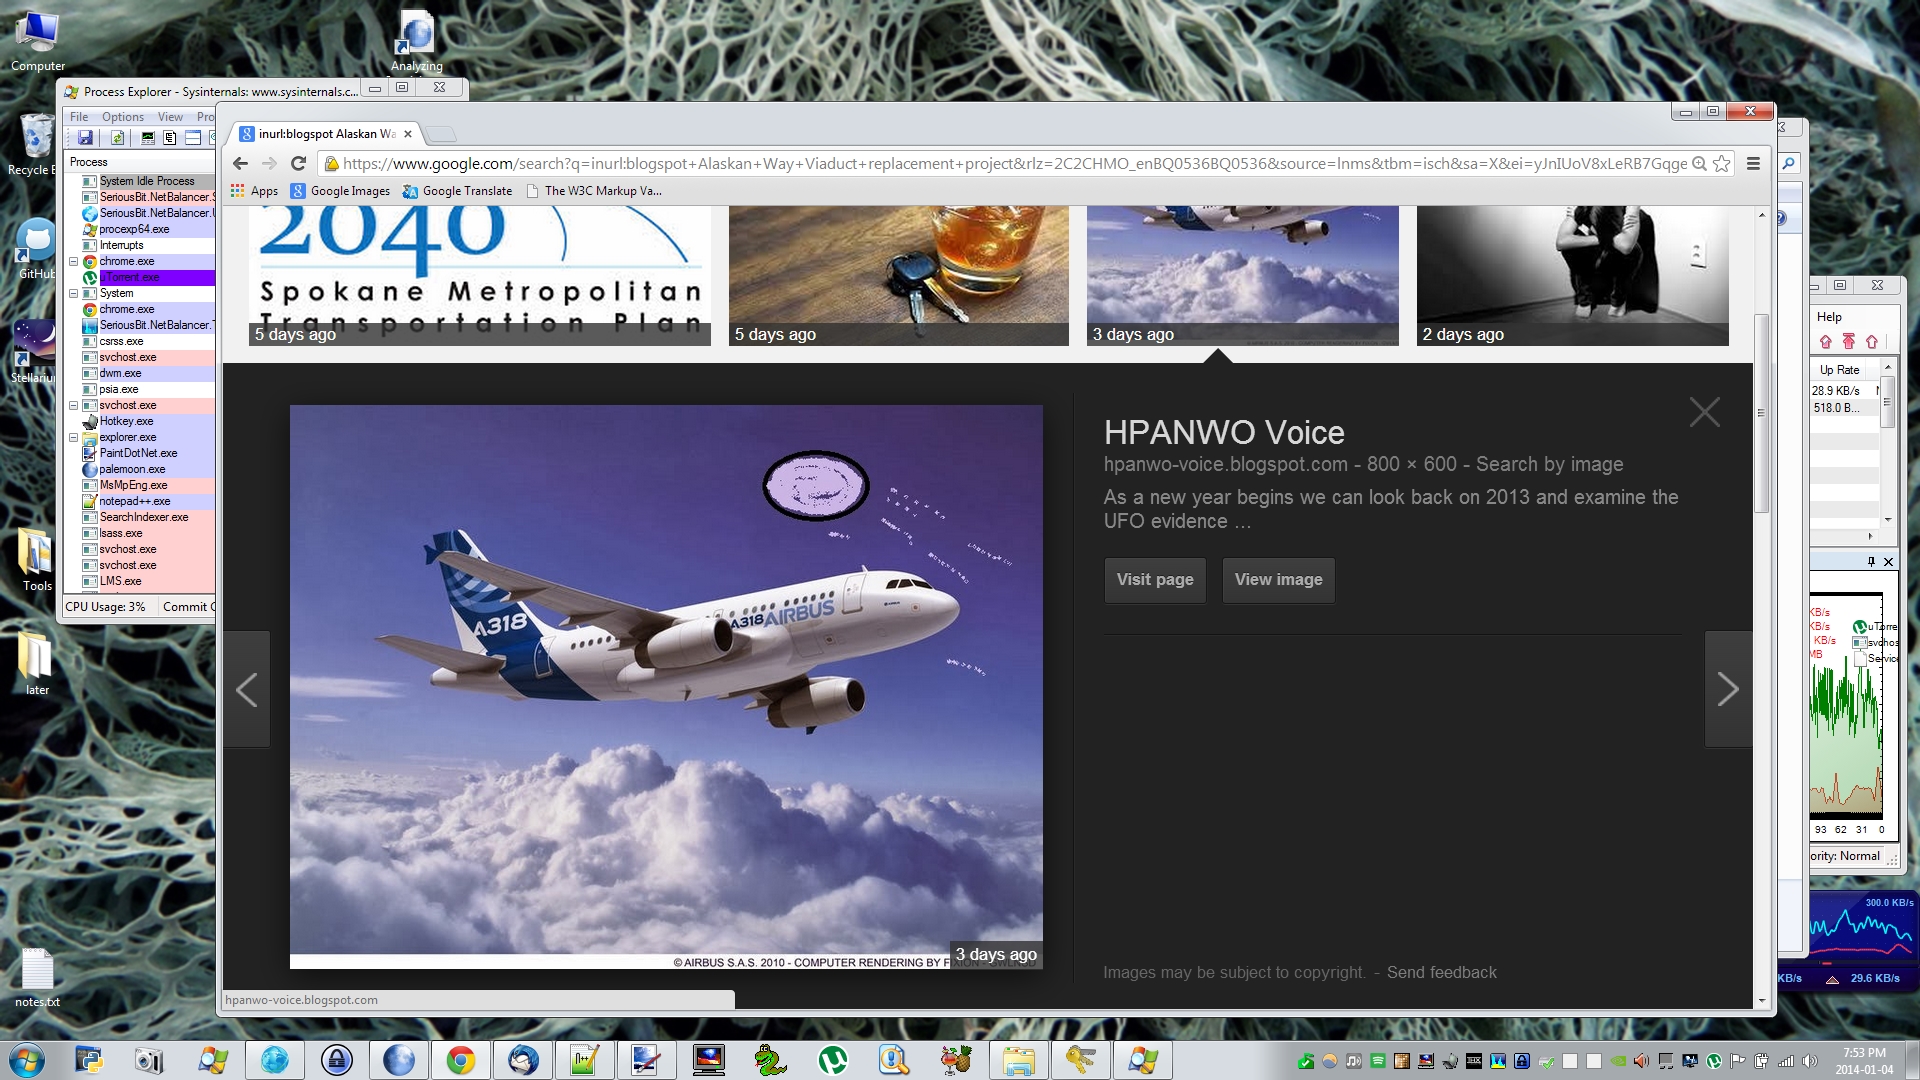 Computer
Analyzing
Process Explorer - Sysinternals: www.sysinternals.c...
File Options View Pro
Process
System Idle Process
SeriousBit.NetBalancer.S
SeriousBit.NetBalancer.U
procexp64.exe
Interrupts
chrome.exe
uTorrent.exe
System
chrome.exe
SeriousBit.NetBalancer.T
csrss.exe
svchost.exe
dwm.exe
psia.exe
svchost.exe
Hotkey.exe
explorer.exe
PaintDotNet.exe
palemoon.exe
MsMpEng.exe
notepad++.exe
SearchIndexer.exe
lsass.exe
svchost.exe
svchost.exe
LMS.exe
CPU Usage: 3% Commit C
Recycle B
GitHub
Stellariu
Tools
later
notes.txt
inurl:blogspot Alaskan Wa
https://www.google.com/search?q=inurl:blogspot+Alaskan+Way+Viaduct+replacement+project&rlz=2C2CHMO_enBQ0536BQ0536&source=lnms&tbm=isch&sa=X&ei=yJnIUoV8xLeRB7Gqge
Apps Google Images Google Translate The W3C Markup Va...
2040
Spokane Metropolitan
Transportation Plan
5 days ago
5 days ago
3 days ago
2 days ago
A318
A318 AIRBUS
© AIRBUS S.A.S. 2010 - COMPUTER RENDERING BY
3 days ago
HPANWO Voice
hpanwo-voice.blogspot.com - 800 × 600 - Search by image
As a new year begins we can look back on 2013 and examine the
UFO evidence ...
Visit page View image
Images may be subject to copyright. - Send feedback
hpanwo-voice.blogspot.com
Help
Up Rate
28.9 KB/s
518.0 B...
KB/s
KB/s
KB/s
MB
uTorre
svchos
Service
93 62 31 0
ority: Normal
300.0 KB/s
KB/s 29.6 KB/s
7:53 PM
2014-01-04